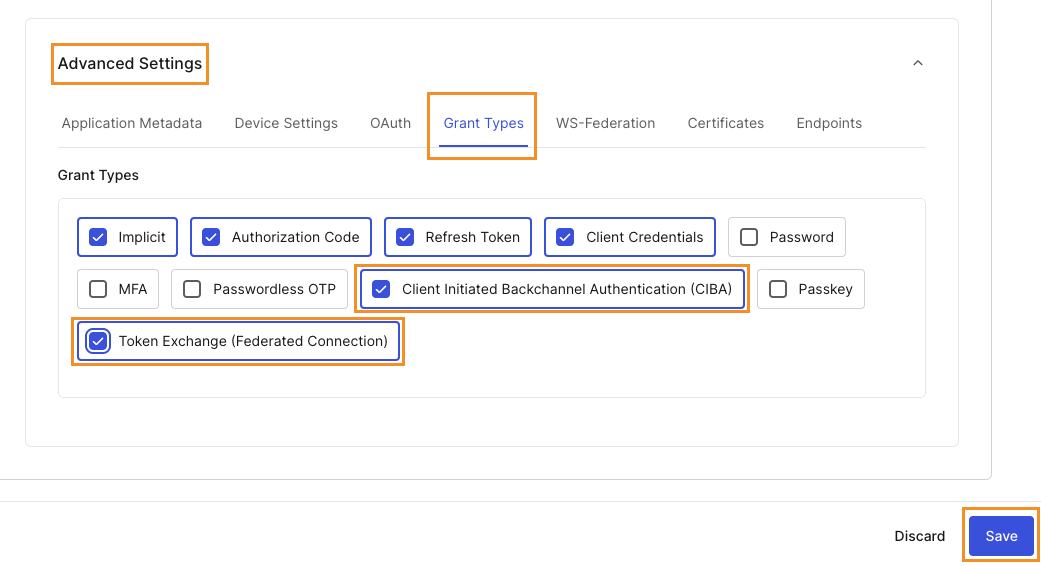 Advanced Settings
Application Metadata Device Settings OAuth Grant Types WS-Federation Certificates Endpoints
Grant Types
Implicit Authorization Code Refresh Token Client Credentials Password
MFA Passwordless OTP Client Initiated Backchannel Authentication (CIBA) Passkey
Token Exchange (Federated Connection)
Discard Save